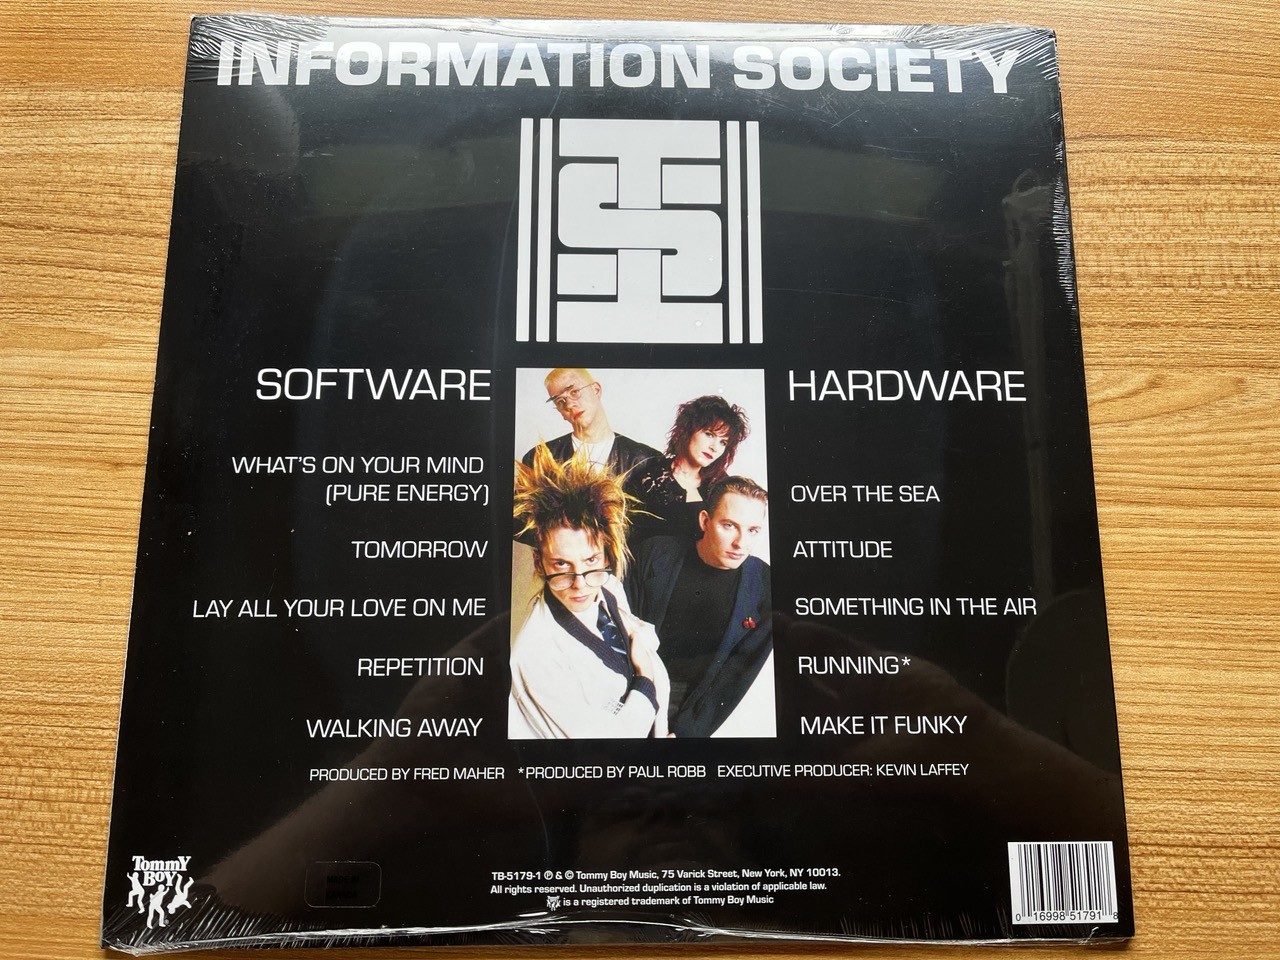 INFORMATION SOCIETY
SOFTWARE
WHAT'S ON YOUR MIND
(PURE ENERGY)
TOMORROW
LAY ALL YOUR LOVE ON ME
REPETITION
WALKING AWAY
HARDWARE
OVER THE SEA
ATTITUDE
SOMETHING IN THE AIR
RUNNING*
MAKE IT FUNKY
PRODUCED BY FRED MAHER *PRODUCED BY PAUL ROBB EXECUTIVE PRODUCER: KEVIN LAFFEY
Tommy
Boy
TB-5179-1 ℗ & © Tommy Boy Music, 75 Varick Street, New York, NY 10013.
All rights reserved. Unauthorized duplication is a violation of applicable law.
is a registered trademark of Tommy Boy Music
0 16998 51791 8